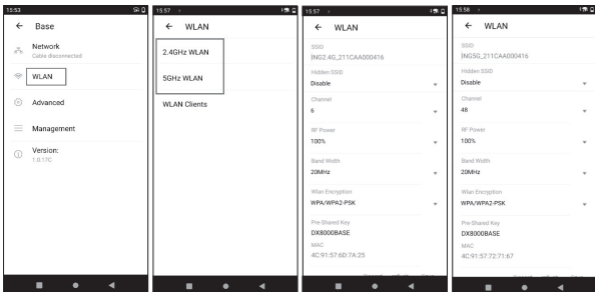 15:53
← Base
Network
Cable disconnected
WLAN
Advanced
Management
Version:
1.0.17C
15:57
← WLAN
2.4GHz WLAN
5GHz WLAN
WLAN Clients
15:57
← WLAN
SSID
ING2.4G_211CAA000416
Hidden SSID
Disable
Channel
6
RF Power
100%
Band Width
20MHz
Wlan Encryption
WPA/WPA2-PSK
Pre-Shared Key
DX8000BASE
MAC
4C:91:57:6D:7A:25
15:58
← WLAN
SSID
ING5G_211CAA000416
Hidden SSID
Disable
Channel
48
RF Power
100%
Band Width
20MHz
Wlan Encryption
WPA/WPA2-PSK
Pre-Shared Key
DX8000BASE
MAC
4C:91:57:72:71:67